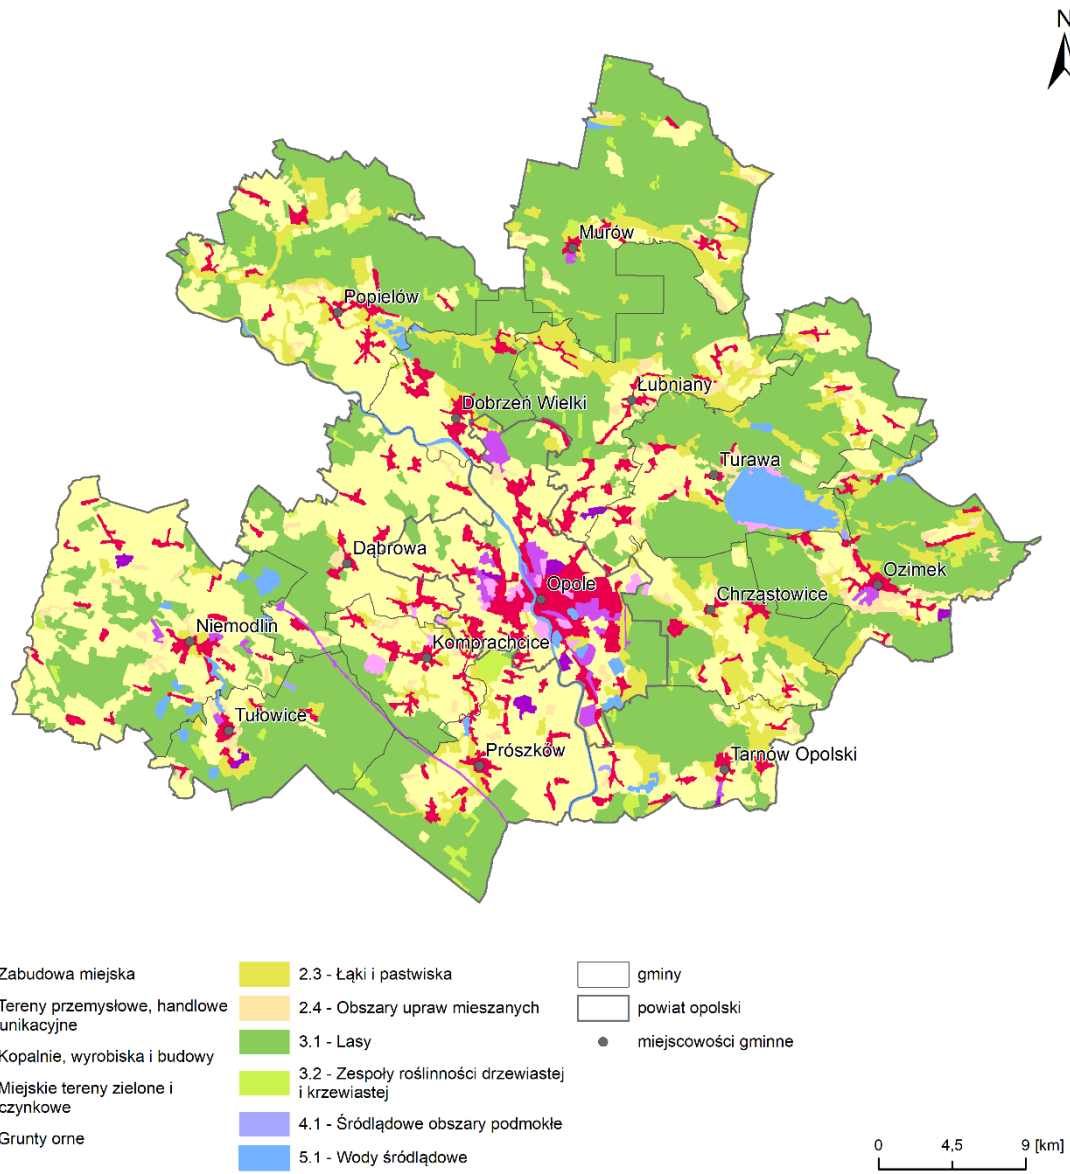 N
Murów
Popielów
Łubniany
Dobrzeń Wielki
Turawa
Dąbrowa
Ozimek
Opole
Chrząstowice
Niemodlin
Komprachcice
Tułowice
Prószków
Tarnów Opolski
Zabudowa miejska
Tereny przemysłowe, handlowe
unikacyjne
Kopalnie, wyrobiska i budowy
Miejskie tereny zielone i
czynkowe
Grunty orne
2.3 - Łąki i pastwiska
2.4 - Obszary upraw mieszanych
3.1 - Lasy
3.2 - Zespoły roślinności drzewiastej
i krzewiastej
4.1 - Śródlądowe obszary podmokłe
5.1 - Wody śródlądowe
gminy
powiat opolski
miejscowości gminne
0 4,5 9 [km]